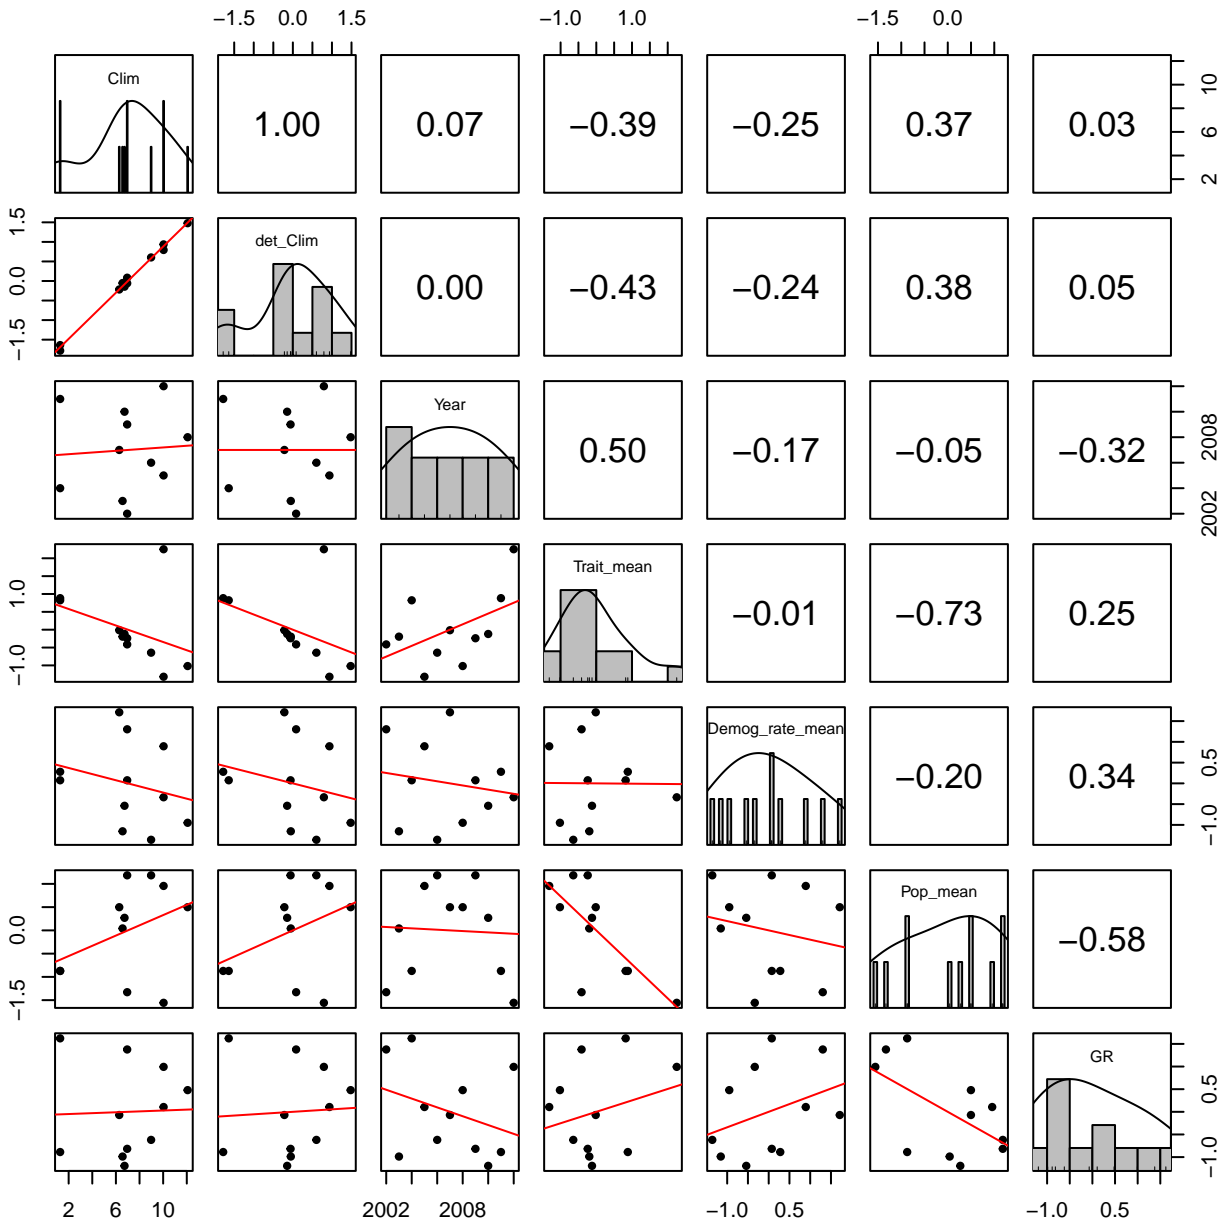 −1.5 0.0 1.5 −1.0 1.0 −1.5 0.0
Clim 1.00 0.07 −0.39 −0.25 0.37 0.03 2 6 10
−1.5 0.0 1.5 det_Clim 0.00 −0.43 −0.24 0.38 0.05
Year 0.50 −0.17 −0.05 −0.32 2002 2008
−1.0 1.0 Trait_mean −0.01 −0.73 0.25
Demog_rate_mean −0.20 0.34 −1.0 0.5
−1.5 0.0 Pop_mean −0.58
GR −1.0 0.5
2 6 10 2002 2008 −1.0 0.5 −1.0 0.5